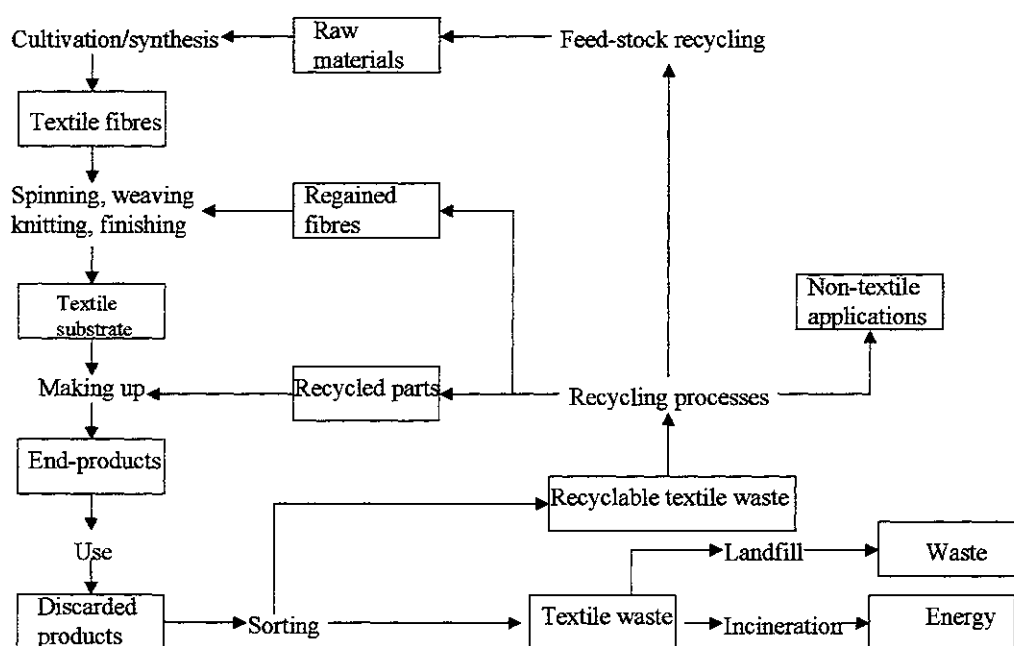 Cultivation/synthesis
Raw
materials
Feed-stock recycling
Textile fibres
Spinning, weaving
knitting, finishing
Regained
fibres
Textile
substrate
Non-textile
applications
Making up
Recycled parts
Recycling processes
End-products
Recyclable textile waste
Use
Landfill
Waste
Discarded
products
Sorting
Textile waste
Incineration
Energy